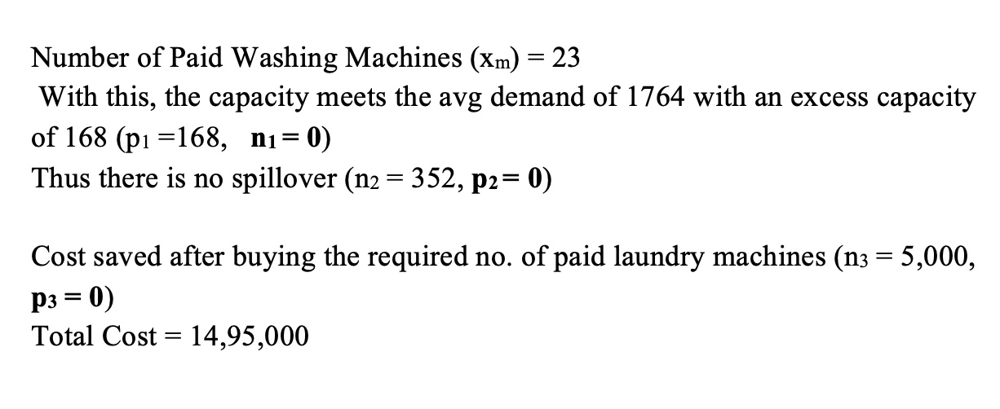 Number of Paid Washing Machines (xm) = 23
With this, the capacity meets the avg demand of 1764 with an excess capacity
of 168 (p1 =168, n1= 0)
Thus there is no spillover (n2 = 352, p2= 0)
Cost saved after buying the required no. of paid laundry machines (n3 = 5,000,
p3 = 0)
Total Cost = 14,95,000